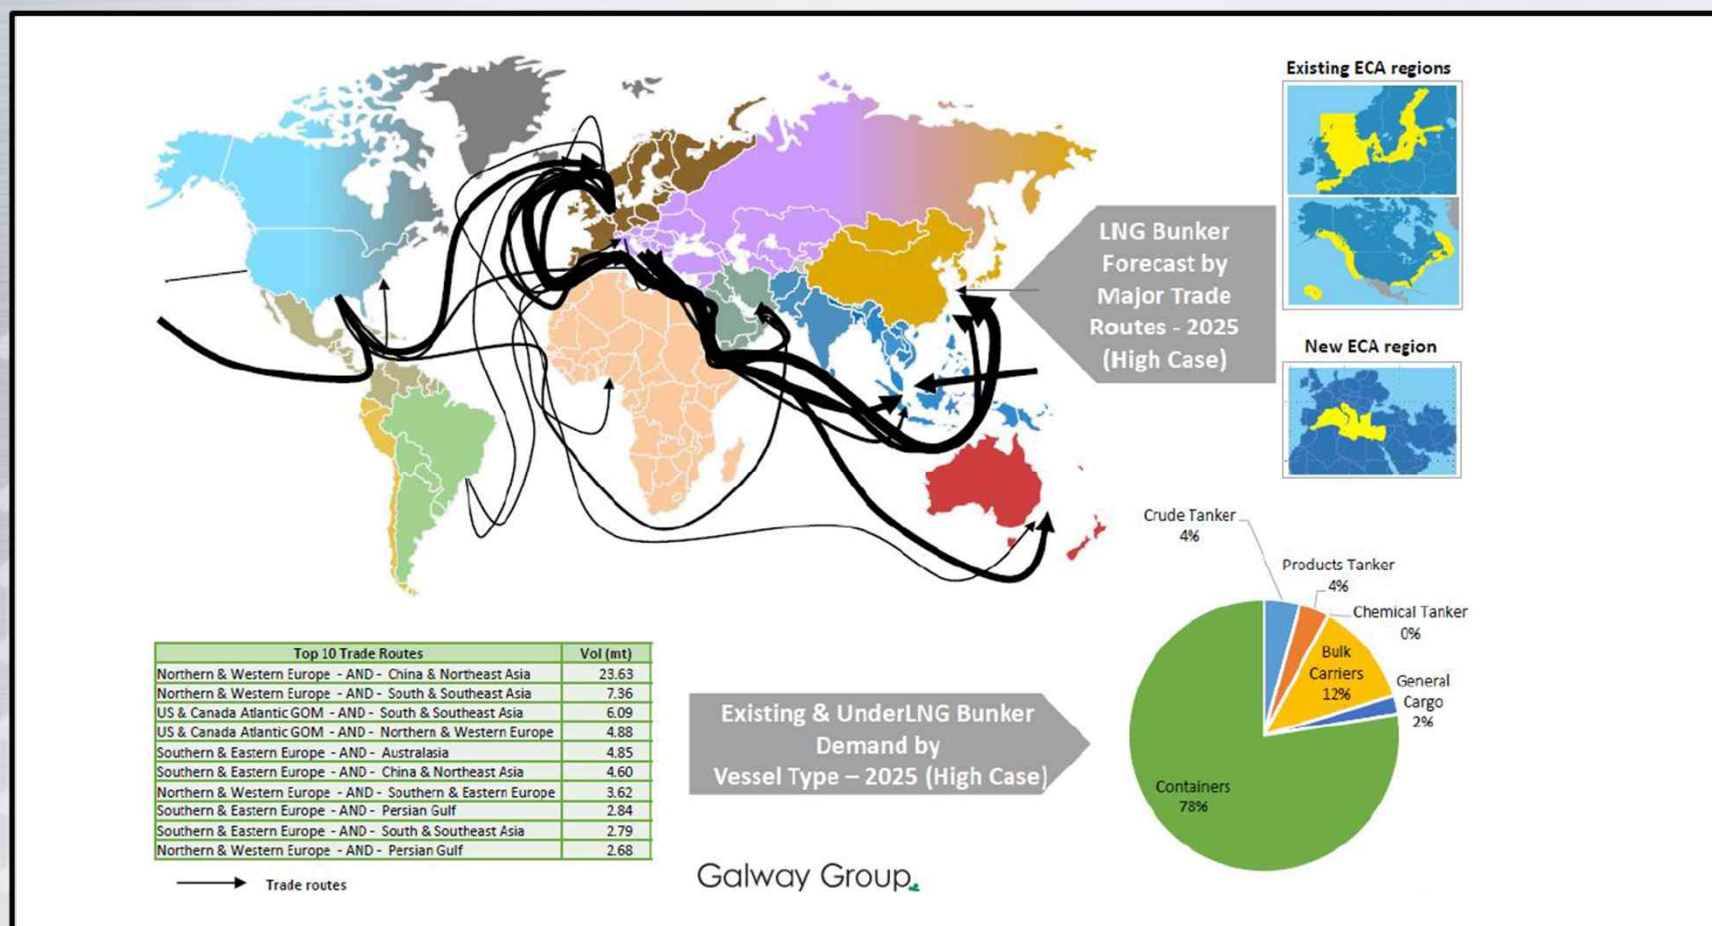 Existing ECA regions
LNG Bunker
Forecast by
Major Trade
Routes - 2025
(High Case)
New ECA region
Crude Tanker
4%
Products Tanker
4%
Chemical Tanker
0%
Bulk
Carriers
12%
General
Cargo
2%
Containers
78%
Top 10 Trade Routes Vol (mt)
Northern & Western Europe - AND - China & Northeast Asia 23.63
Northern & Western Europe - AND - South & Southeast Asia 7.36
US & Canada Atlantic GOM - AND - South & Southeast Asia 6.09
US & Canada Atlantic GOM - AND - Northern & Western Europe 4.88
Southern & Eastern Europe - AND - Australasia 4.85
Southern & Eastern Europe - AND - China & Northeast Asia 4.60
Northern & Western Europe - AND - Southern & Eastern Europe 3.62
Southern & Eastern Europe - AND - Persian Gulf 2.84
Southern & Eastern Europe - AND - South & Southeast Asia 2.79
Northern & Western Europe - AND - Persian Gulf 2.68
Trade routes
Existing & UnderLNG Bunker
Demand by
Vessel Type – 2025 (High Case)
Galway Group